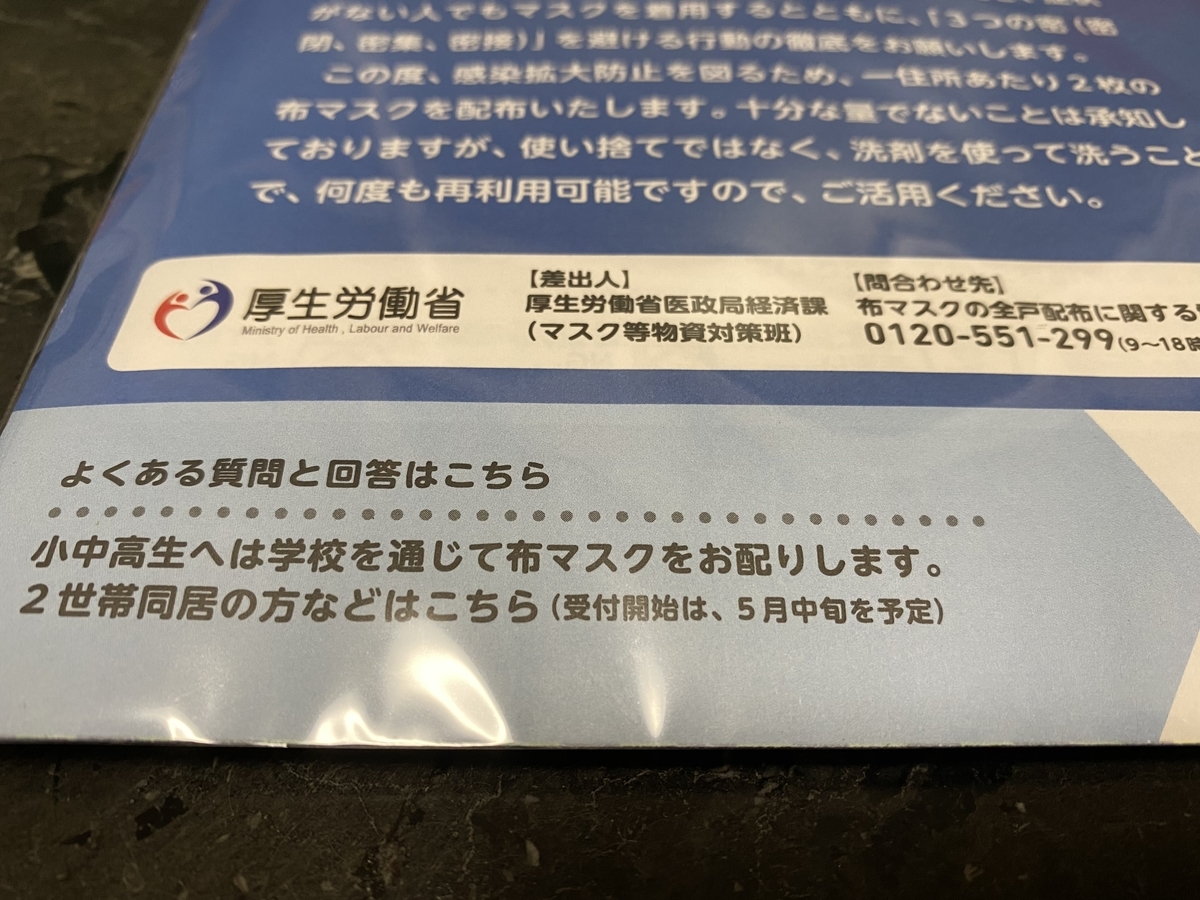 がない人でもマスクを着用するとともに、「３つの密（密
閉、密集、密接）」を避ける行動の徹底をお願いします。
この度、感染拡大防止を図るため、一住所あたり２枚の
布マスクを配布いたします。十分な量でないことは承知し
ておりますが、使い捨てではなく、洗剤を使って洗うこと
で、何度も再利用可能ですので、ご活用ください。
厚生労働省
Ministry of Health , Labour and Welfare
【差出人】
厚生労働省医政局経済課
（マスク等物資対策班）
【問合わせ先】
布マスクの全戸配布に関する
0120-551-299（9～18時
よくある質問と回答はこちら
小中高生へは学校を通じて布マスクをお配りします。
２世帯同居の方などはこちら（受付開始は、５月中旬を予定）